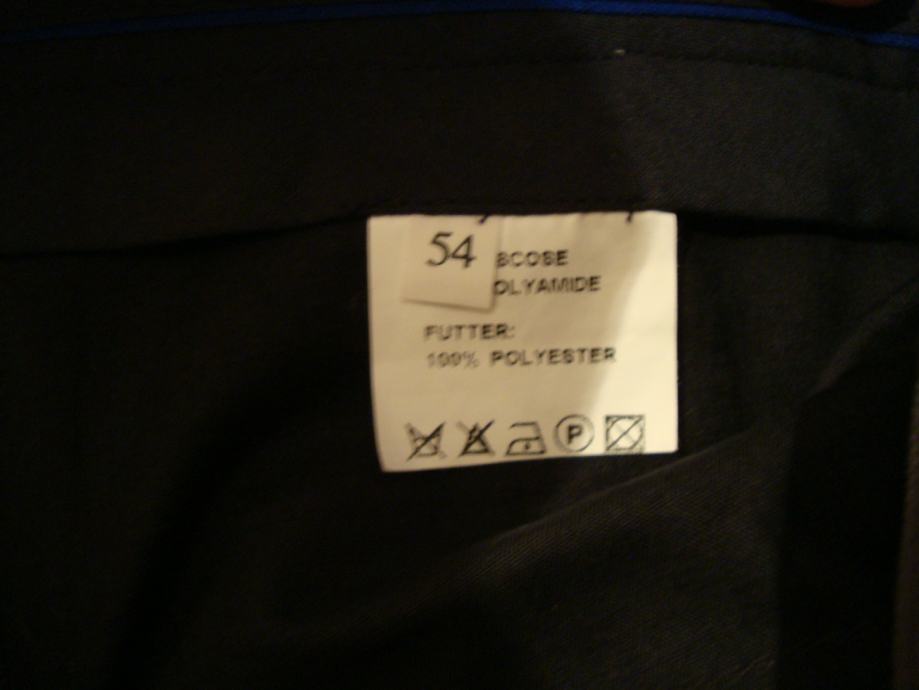 54
SCOSE
OLYAMIDE
FUTTER:
100% POLYESTER
P